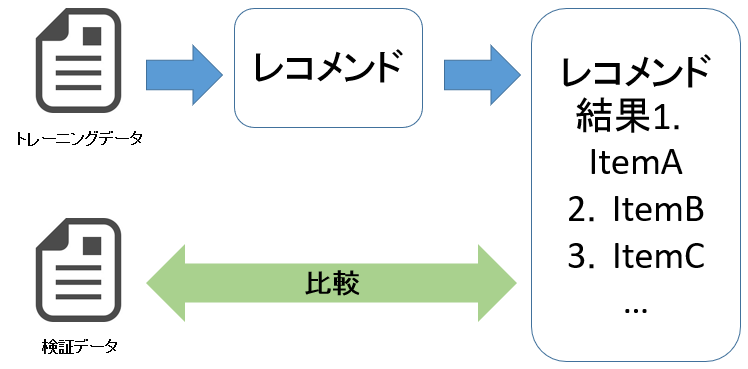 トレーニングデータ
レコメンド
レコメンド
結果1.
ItemA
2. ItemB
3. ItemC
…
比較
検証データ